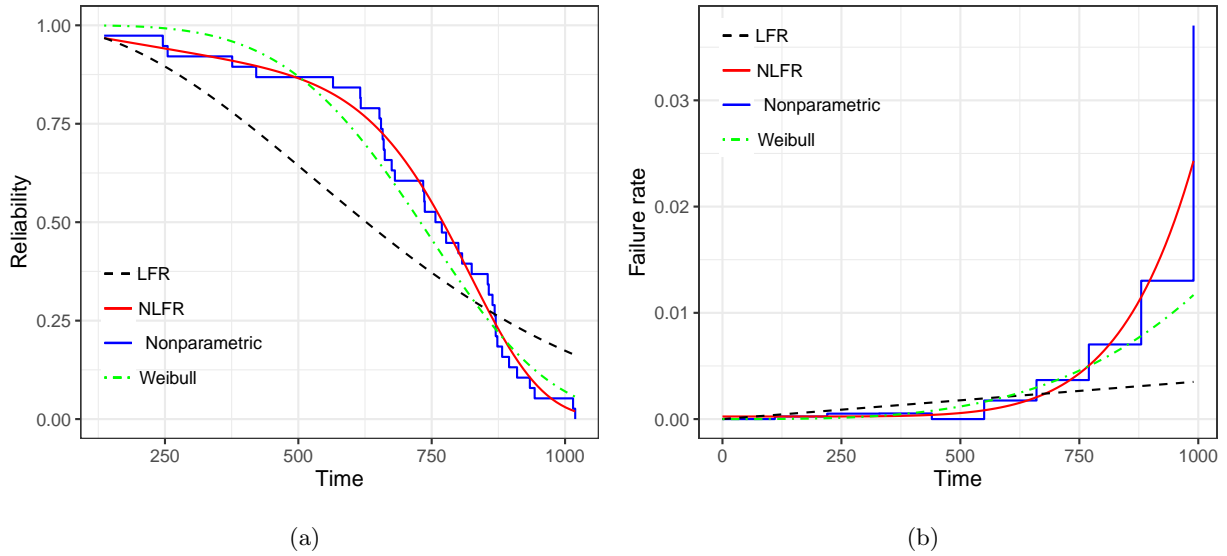 1.00
0.75
0.50
0.25
0.00
Reliability
LFR
NLFR
Nonparametric
Weibull
250
500
750
1000
Time
(a)
0.03
0.02
0.01
0.00
Failure rate
LFR
NLFR
Nonparametric
Weibull
0
250
500
750
1000
Time
(b)